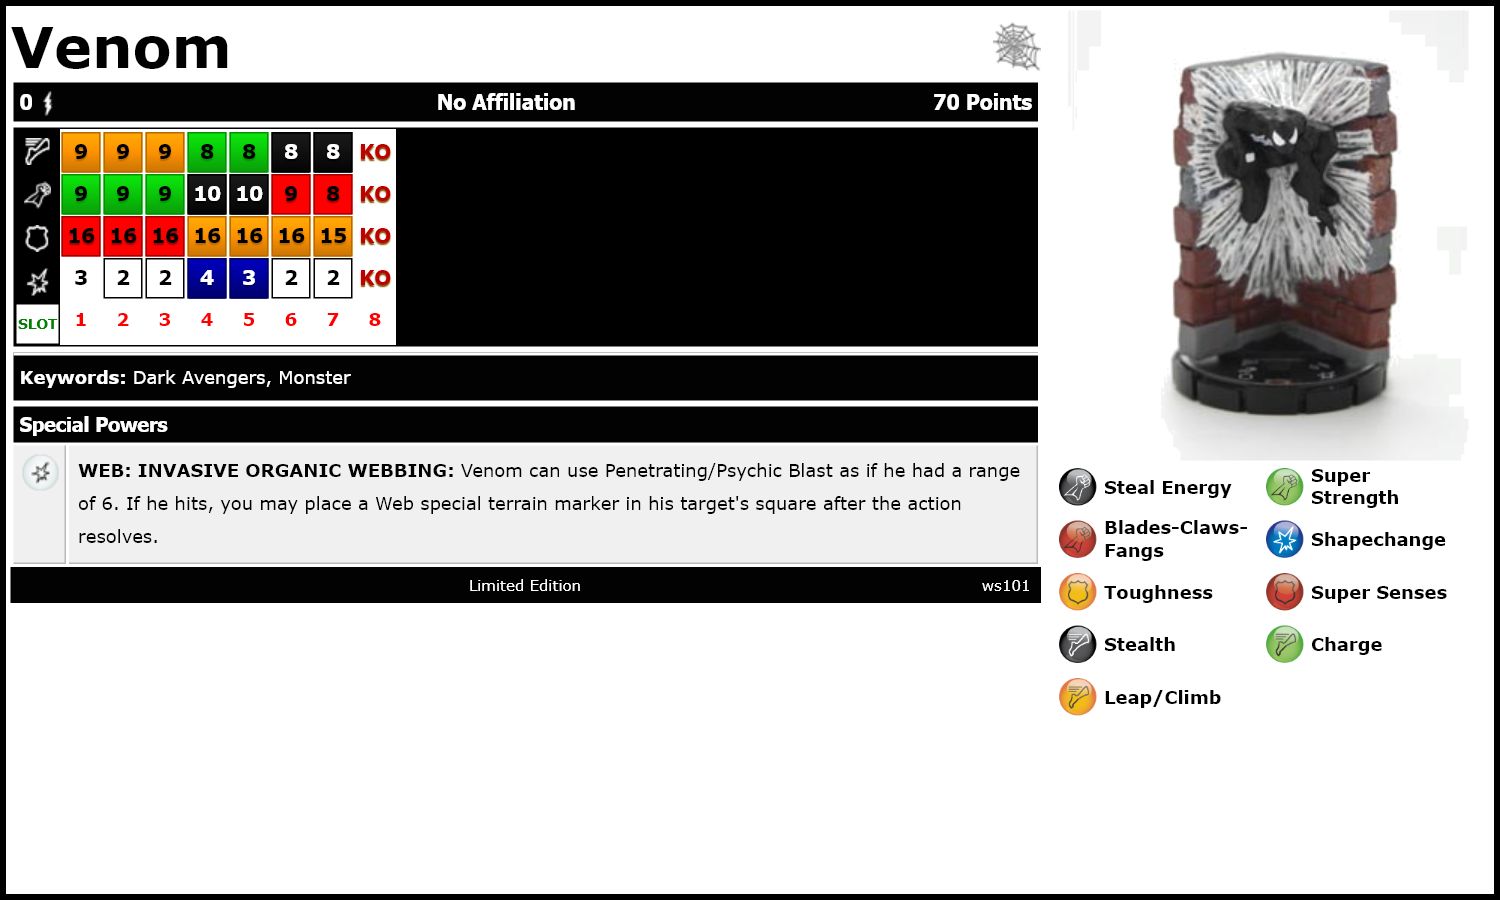 Venom
0 No Affiliation 70 Points
9 9 9 8 8 8 8 KO
9 9 9 10 10 9 8 KO
16 16 16 16 16 16 15 KO
3 2 2 4 3 2 2 KO
SLOT 1 2 3 4 5 6 7 8
Keywords: Dark Avengers, Monster
Special Powers
WEB: INVASIVE ORGANIC WEBBING: Venom can use Penetrating/Psychic Blast as if he had a range
of 6. If he hits, you may place a Web special terrain marker in his target's square after the action
resolves.
Limited Edition ws101
Steal Energy
Super
Strength
Blades-Claws-
Fangs
Shapechange
Toughness
Super Senses
Stealth
Charge
Leap/Climb